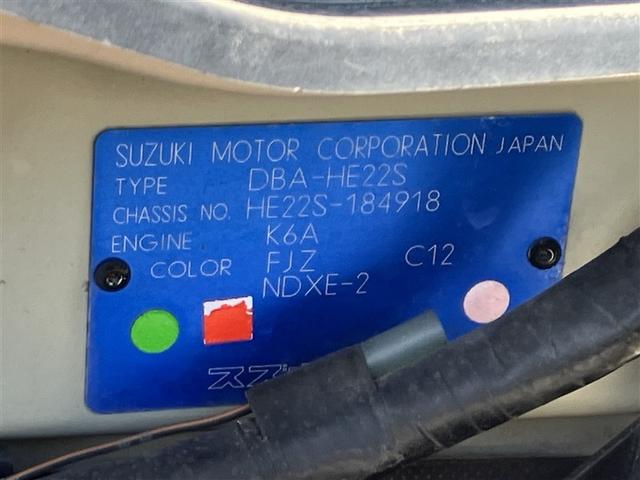 SUZUKI MOTOR CORPORATION JAPAN
TYPE DBA-HE22S
CHASSIS NO. HE22S-184918
ENGINE K6A
COLOR FJZ C12
NDXE-2